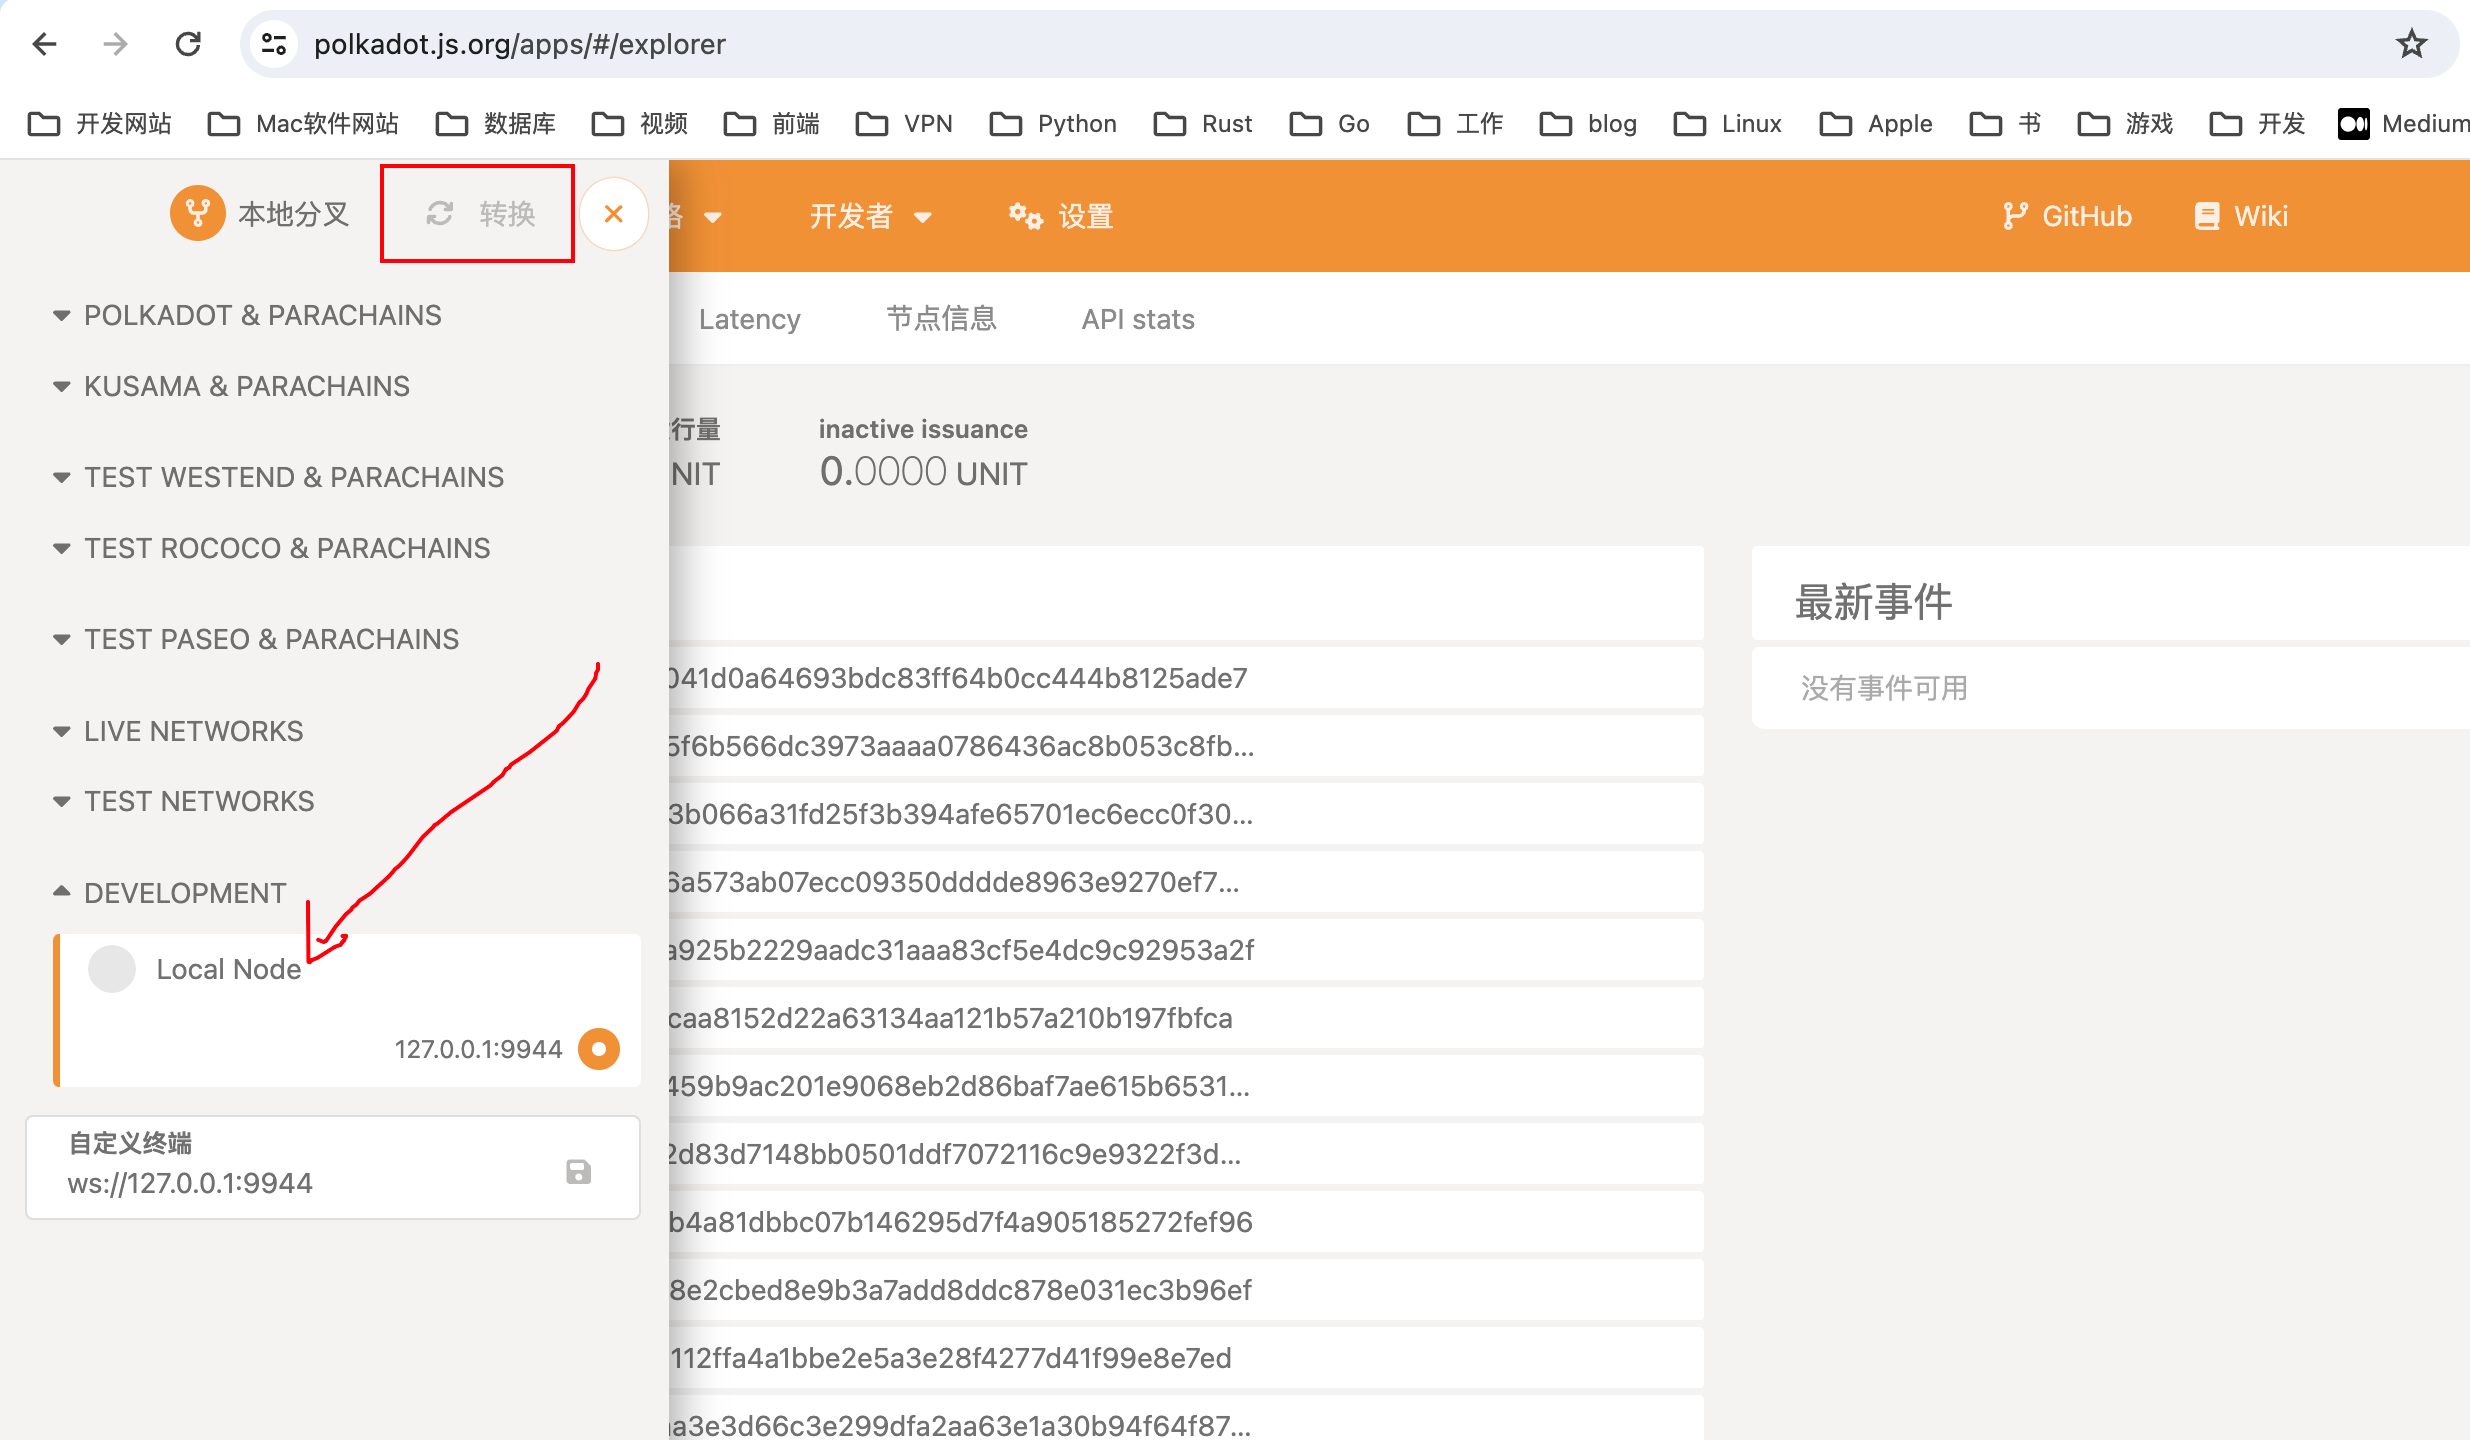 polkadot.js.org/apps/#/explorer
开发网站 Mac软件网站 数据库 视频 前端 VPN Python Rust Go 工作 blog Linux Apple 书 游戏 开发 Medium
本地分叉 转换 开发者 设置 GitHub Wiki
Latency 节点信息 API stats
POLKADOT & PARACHAINS
KUSAMA & PARACHAINS
TEST WESTEND & PARACHAINS
TEST ROCOCO & PARACHAINS
TEST PASEO & PARACHAINS
LIVE NETWORKS
TEST NETWORKS
DEVELOPMENT
Local Node
127.0.0.1:9944
自定义终端
ws://127.0.0.1:9944
行量
NIT
inactive issuance
0.0000 UNIT
041d0a64693bdc83ff64b0cc444b8125ade7
5f6b566dc3973aaaa0786436ac8b053c8fb...
3b066a31fd25f3b394afe65701ec6ecc0f30...
6a573ab07ecc09350dddde8963e9270ef7...
a925b2229aadc31aaa83cf5e4dc9c92953a2f
caa8152d22a63134aa121b57a210b197fbfca
459b9ac201e9068eb2d86baf7ae615b6531...
2d83d7148bb0501ddf7072116c9e9322f3d...
b4a81dbbc07b146295d7f4a905185272fef96
8e2cbed8e9b3a7add8ddc878e031ec3b96ef
112ffa4a1bbe2e5a3e28f4277d41f99e8e7ed
a3e3d66c3e299dfa2aa63e1a30b94f64f87...
最新事件
没有事件可用